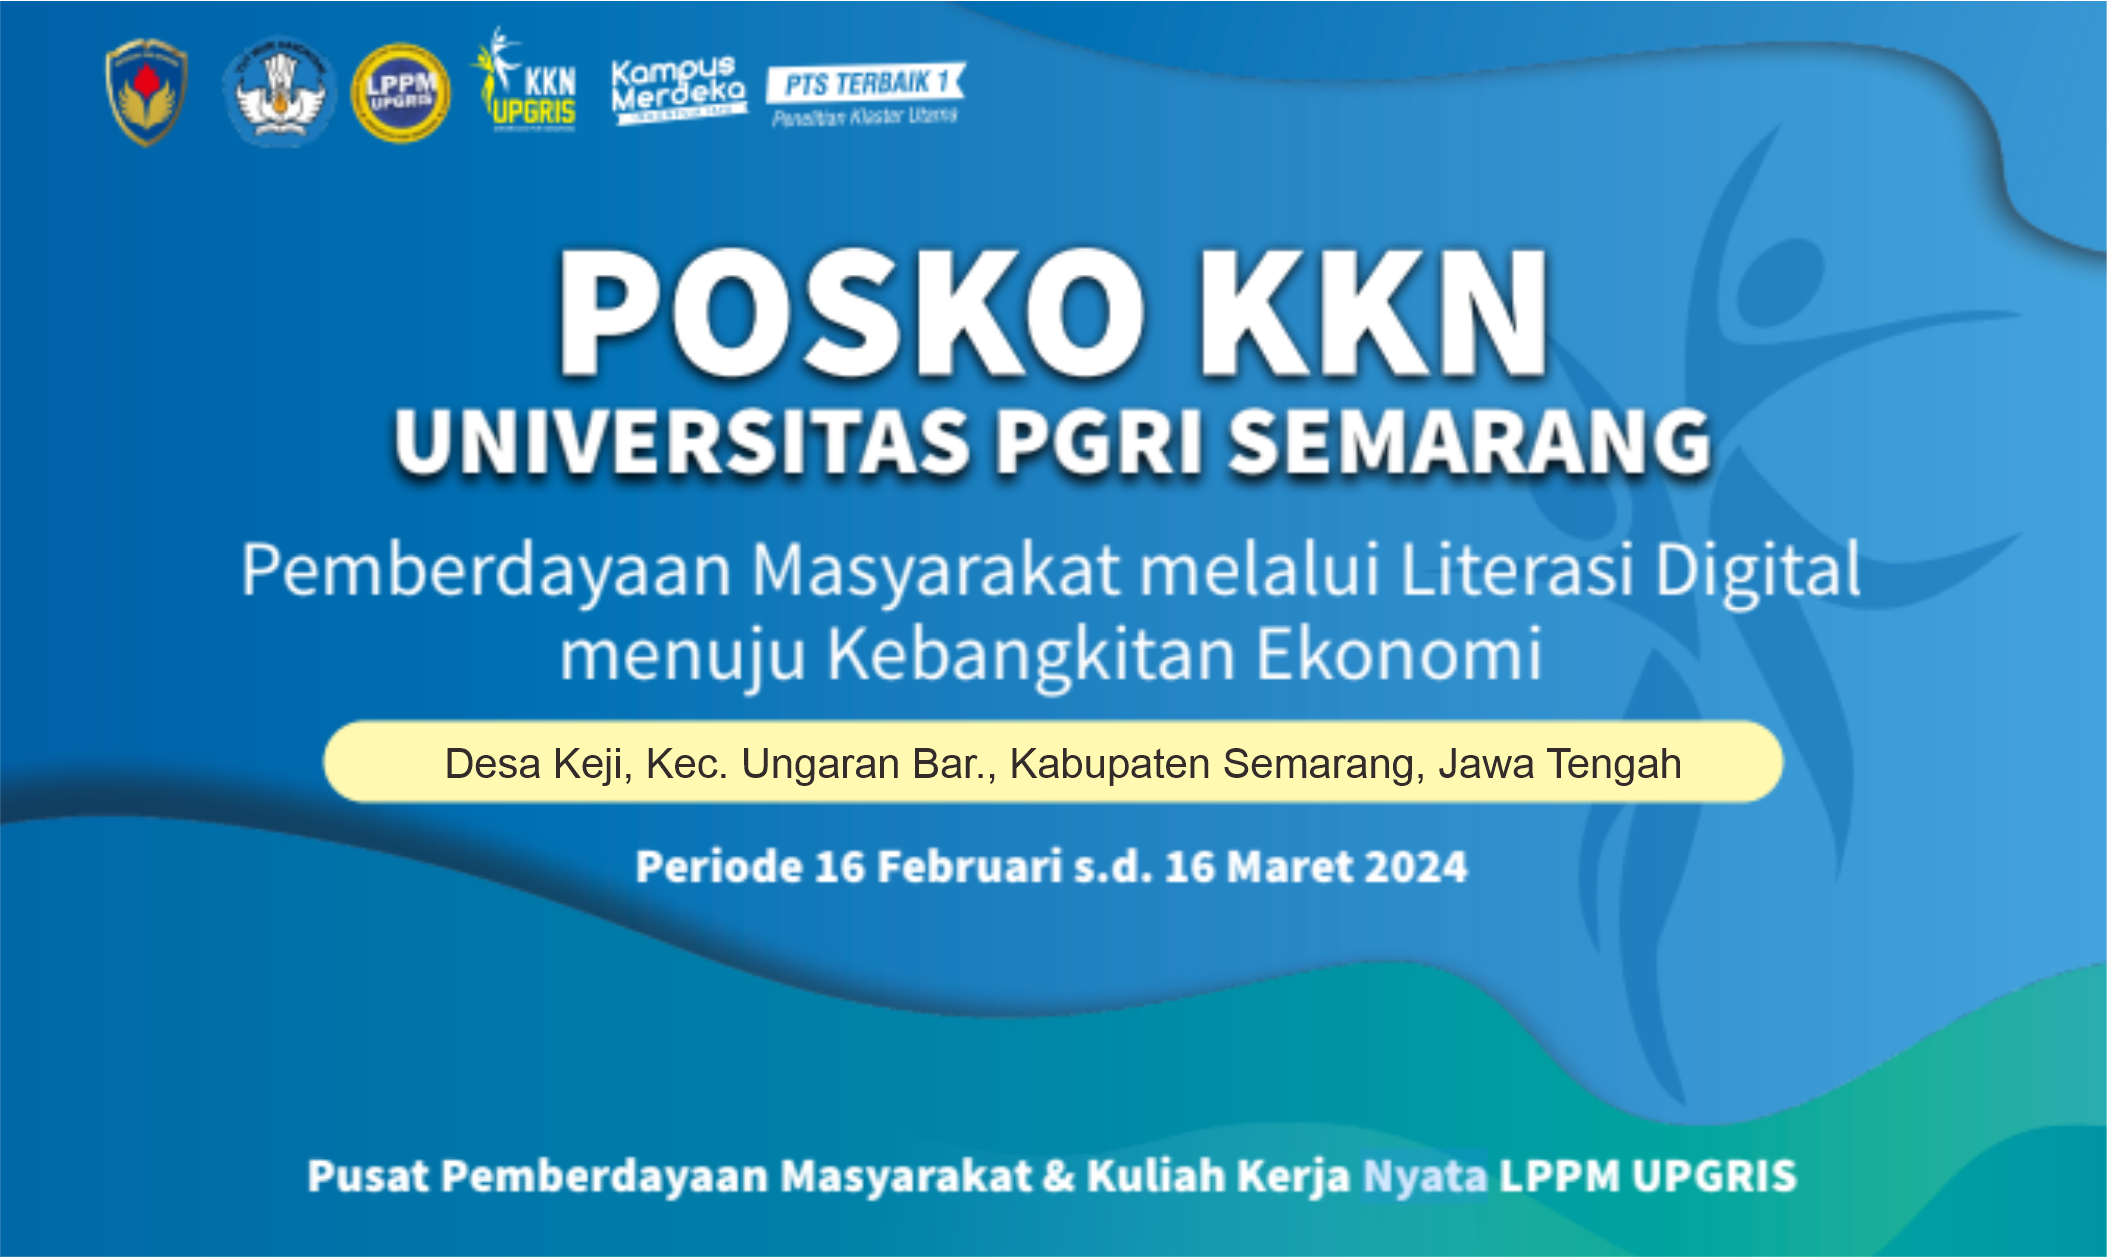 LPPM
UPGRIS
KKN
UPGRIS
Kampus
Merdeka
PTS TERBAIK 1
Penelitian Klaster Utama
POSKO KKN
UNIVERSITAS PGRI SEMARANG
Pemberdayaan Masyarakat melalui Literasi Digital
menuju Kebangkitan Ekonomi
Desa Keji, Kec. Ungaran Bar., Kabupaten Semarang, Jawa Tengah
Periode 16 Februari s.d. 16 Maret 2024
Pusat Pemberdayaan Masyarakat & Kuliah Kerja Nyata LPPM UPGRIS